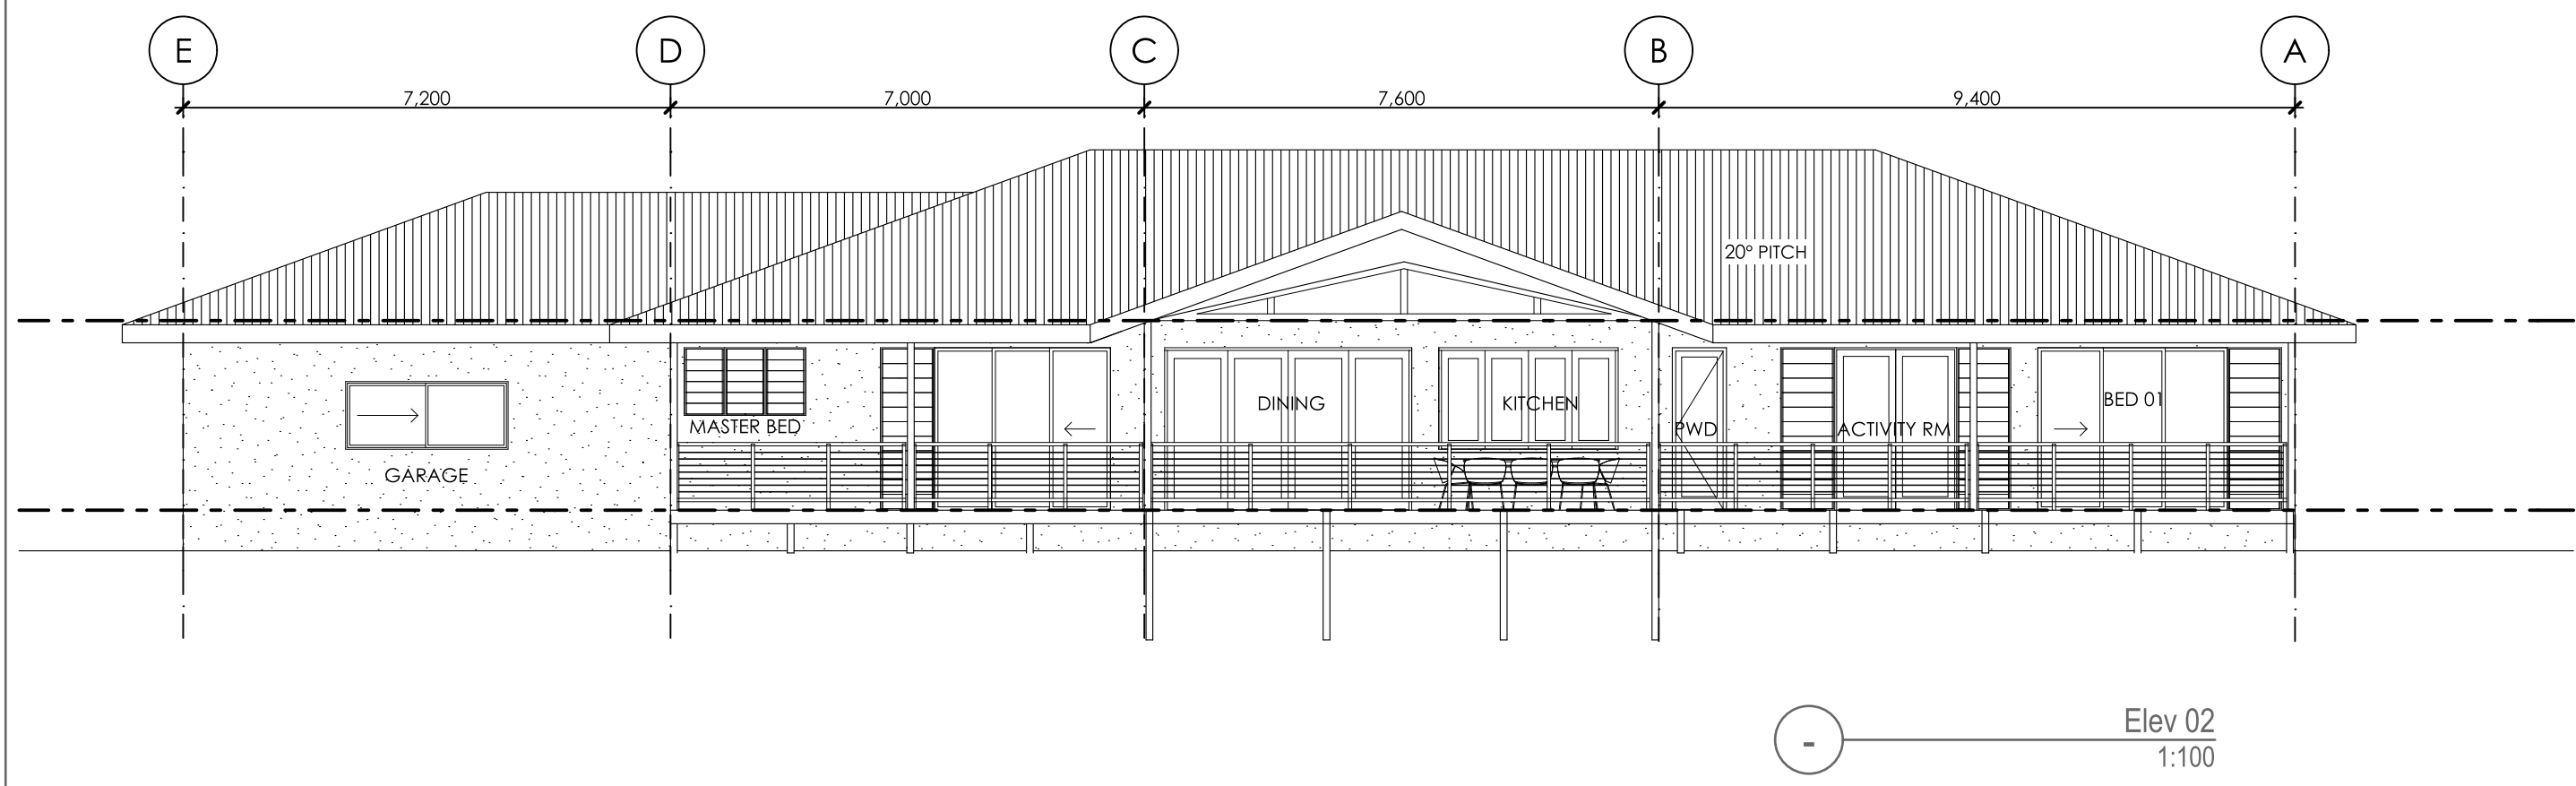 E
D
C
B
A
7,200
7,000
7,600
9,400
20° PITCH
DINING
KITCHEN
BED 01
MASTER BED
PWD
ACTIVITY RM
GARAGE
-
Elev 02
1:100